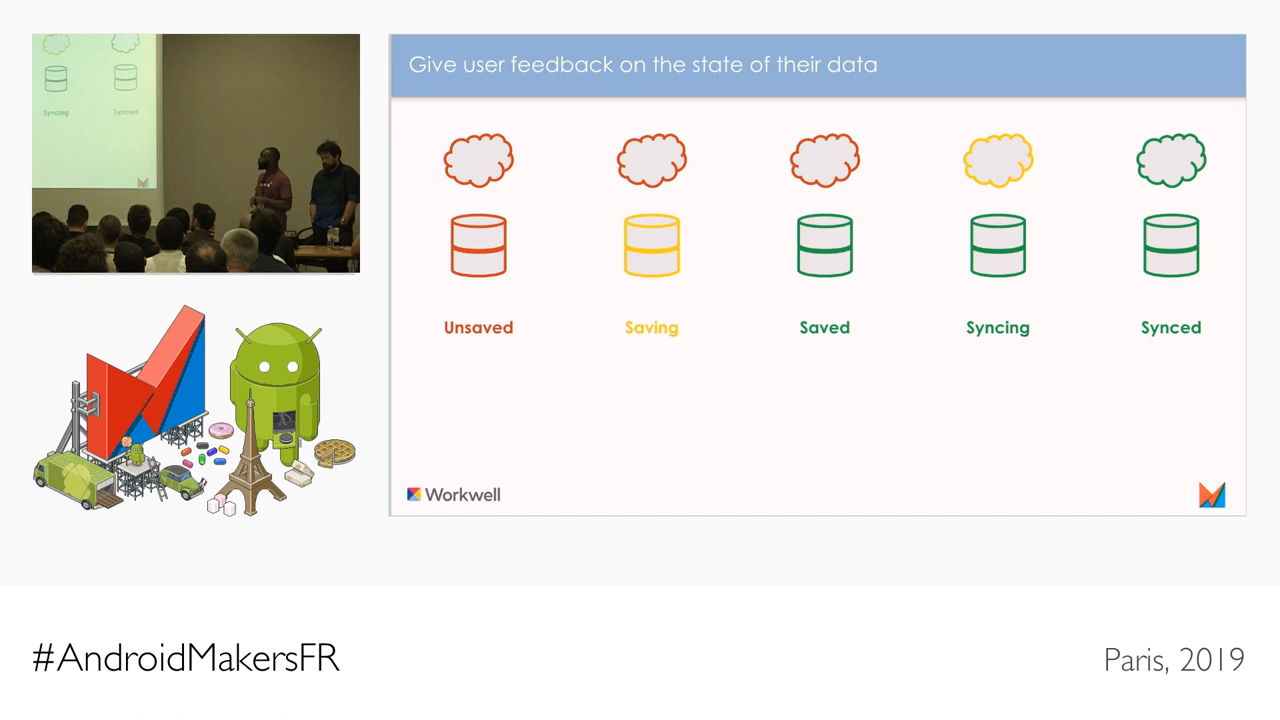 Syncing
Synced
Give user feedback on the state of their data
Unsaved
Saving
Saved
Syncing
Synced
Workwell
#AndroidMakersFR
Paris, 2019